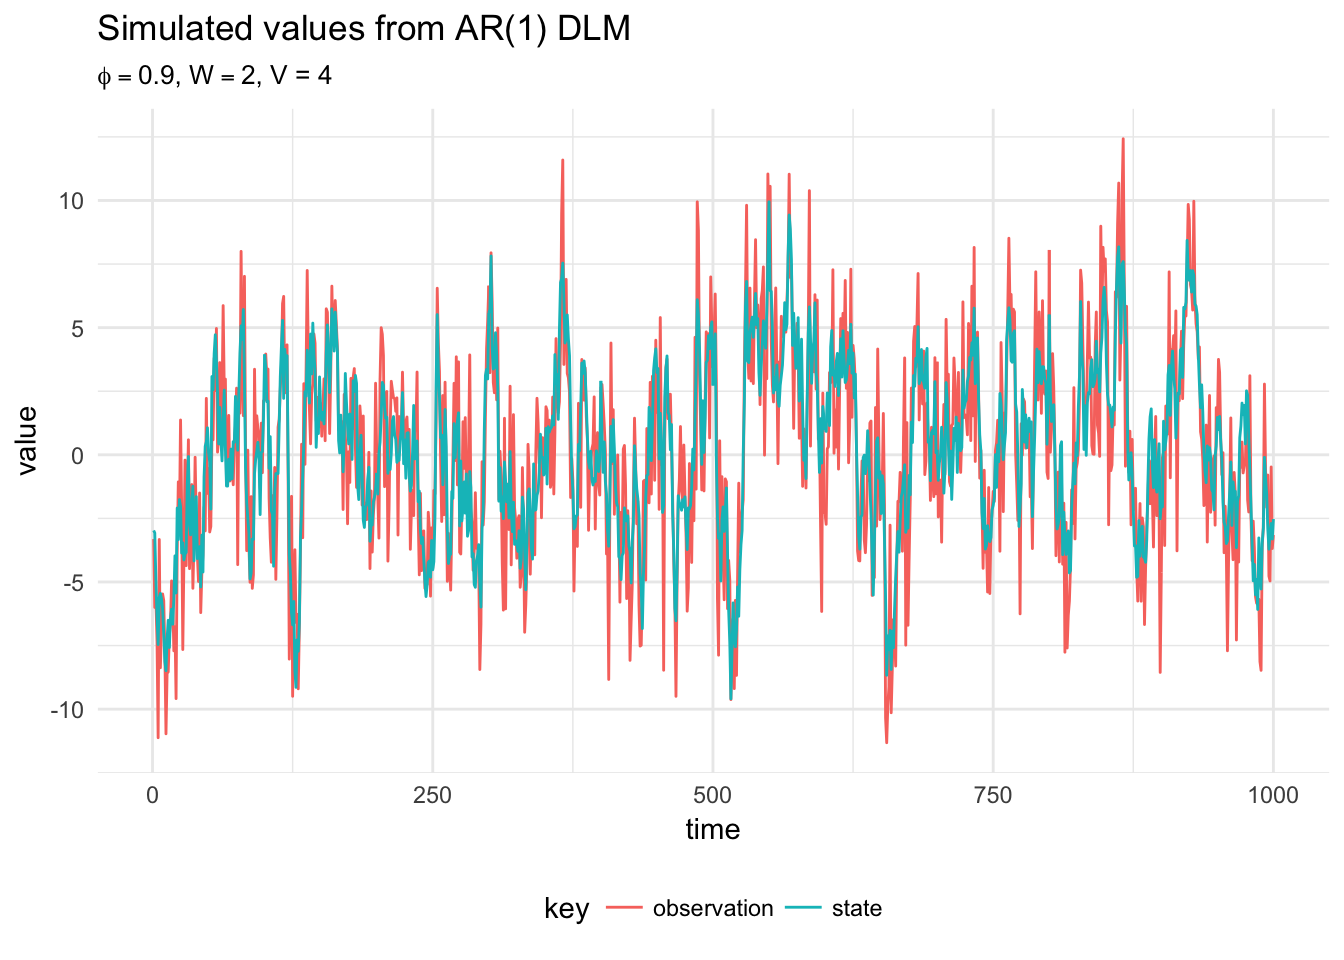 Simulated values from AR(1) DLM
ϕ = 0.9, W = 2, V = 4
value
10
5
0
-5
-10
0 250 500 750 1000
time
key observation state